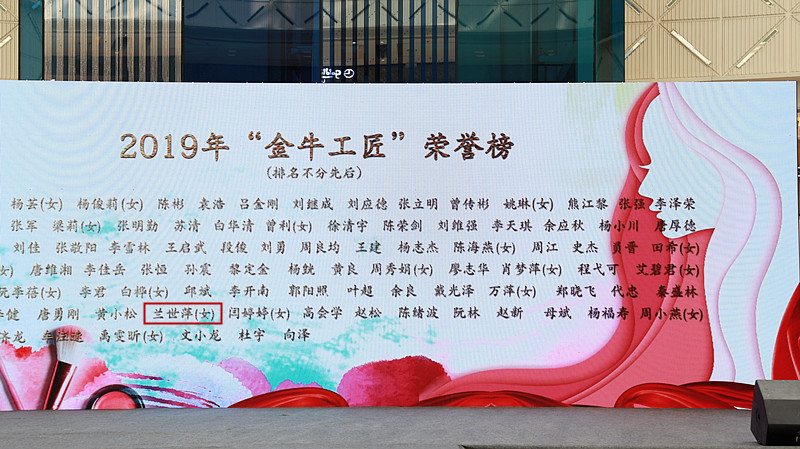 2019年“金牛工匠”荣誉榜
(排名不分先后)
杨芸(女) 杨俊莉(女) 陈彬 袁浩 吕金刚 刘继成 刘应德 张立明 曾传彬 姚琳(女) 熊江黎 张强 李泽荣
张军 梁莉(女) 张明勤 苏清 白华清 曾利(女) 徐清宇 陈荣剑 刘维强 李天琪 余应秋 杨小川 唐厚德
刘佳 张敬阳 李雪林 王启武 段俊 刘勇 周良均 王建 杨志杰 陈海燕(女) 周江 史杰 勇晋 田希(女)
女) 唐维湘 李佳岳 张恒 孙震 黎定金 杨兢 黄良 周秀娟(女) 廖志华 肖梦萍(女) 程弋可 艾碧君(女)
李蓓(女) 李君 白桦(女) 邱斌 李开南 郭阳照 叶超 余良 戴光泽 万萍(女) 郑晓飞 代忠 秦盛林
健 唐勇刚 黄小松 兰世萍(女) 闫婷婷(女) 高会学 赵松 陈绪波 阮林 赵新 母斌 杨福寿 周小燕(女)
龙 禹雯昕(女) 文小龙 杜宇 向泽